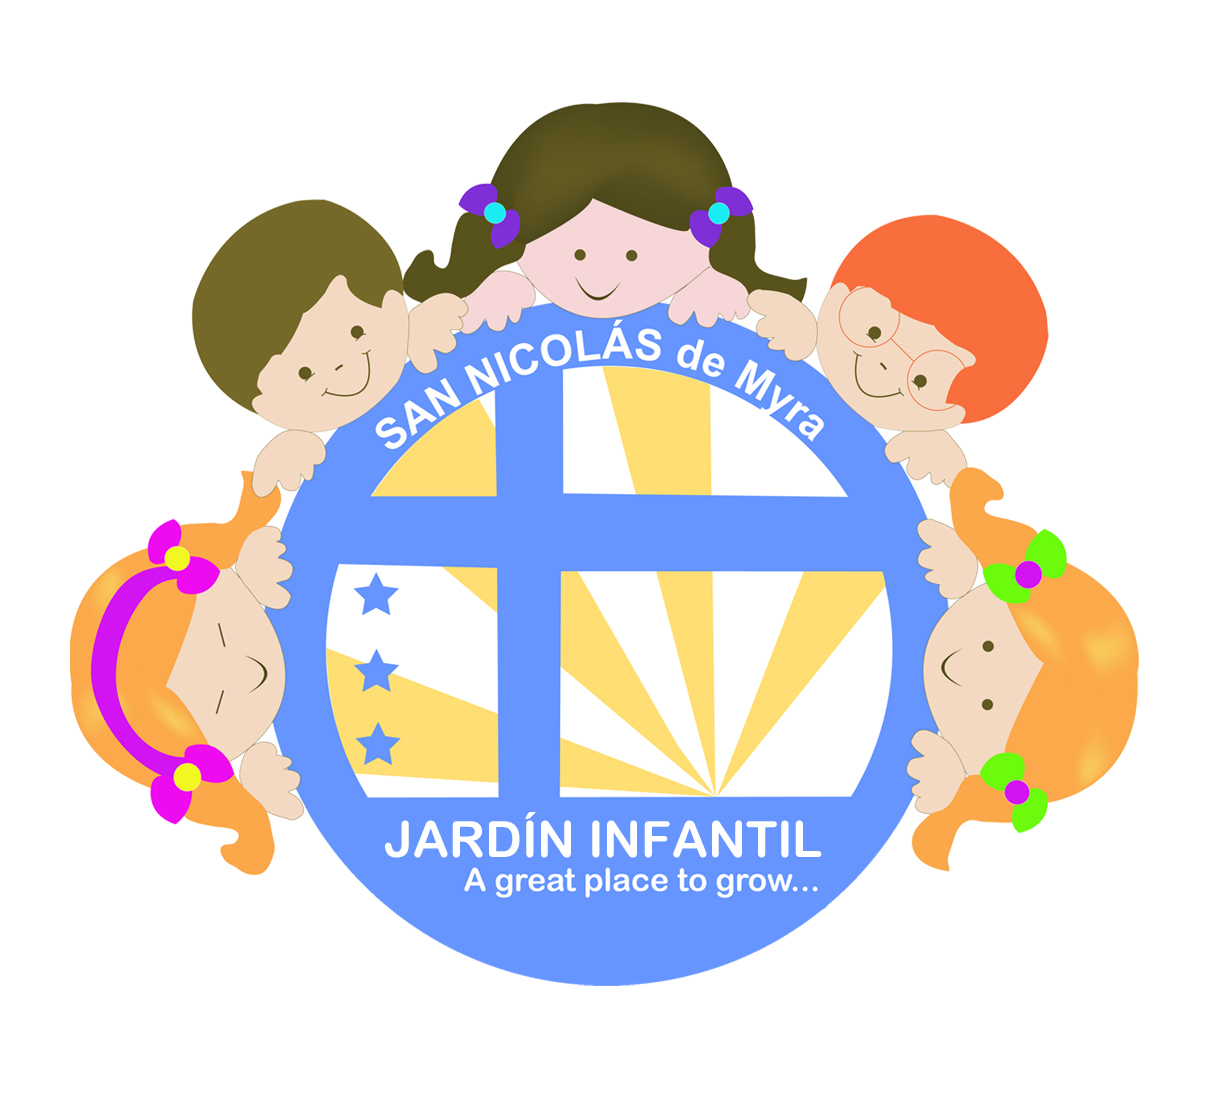 SAN NICOLÁS de Myra
JARDÍN INFANTIL
A great place to grow...